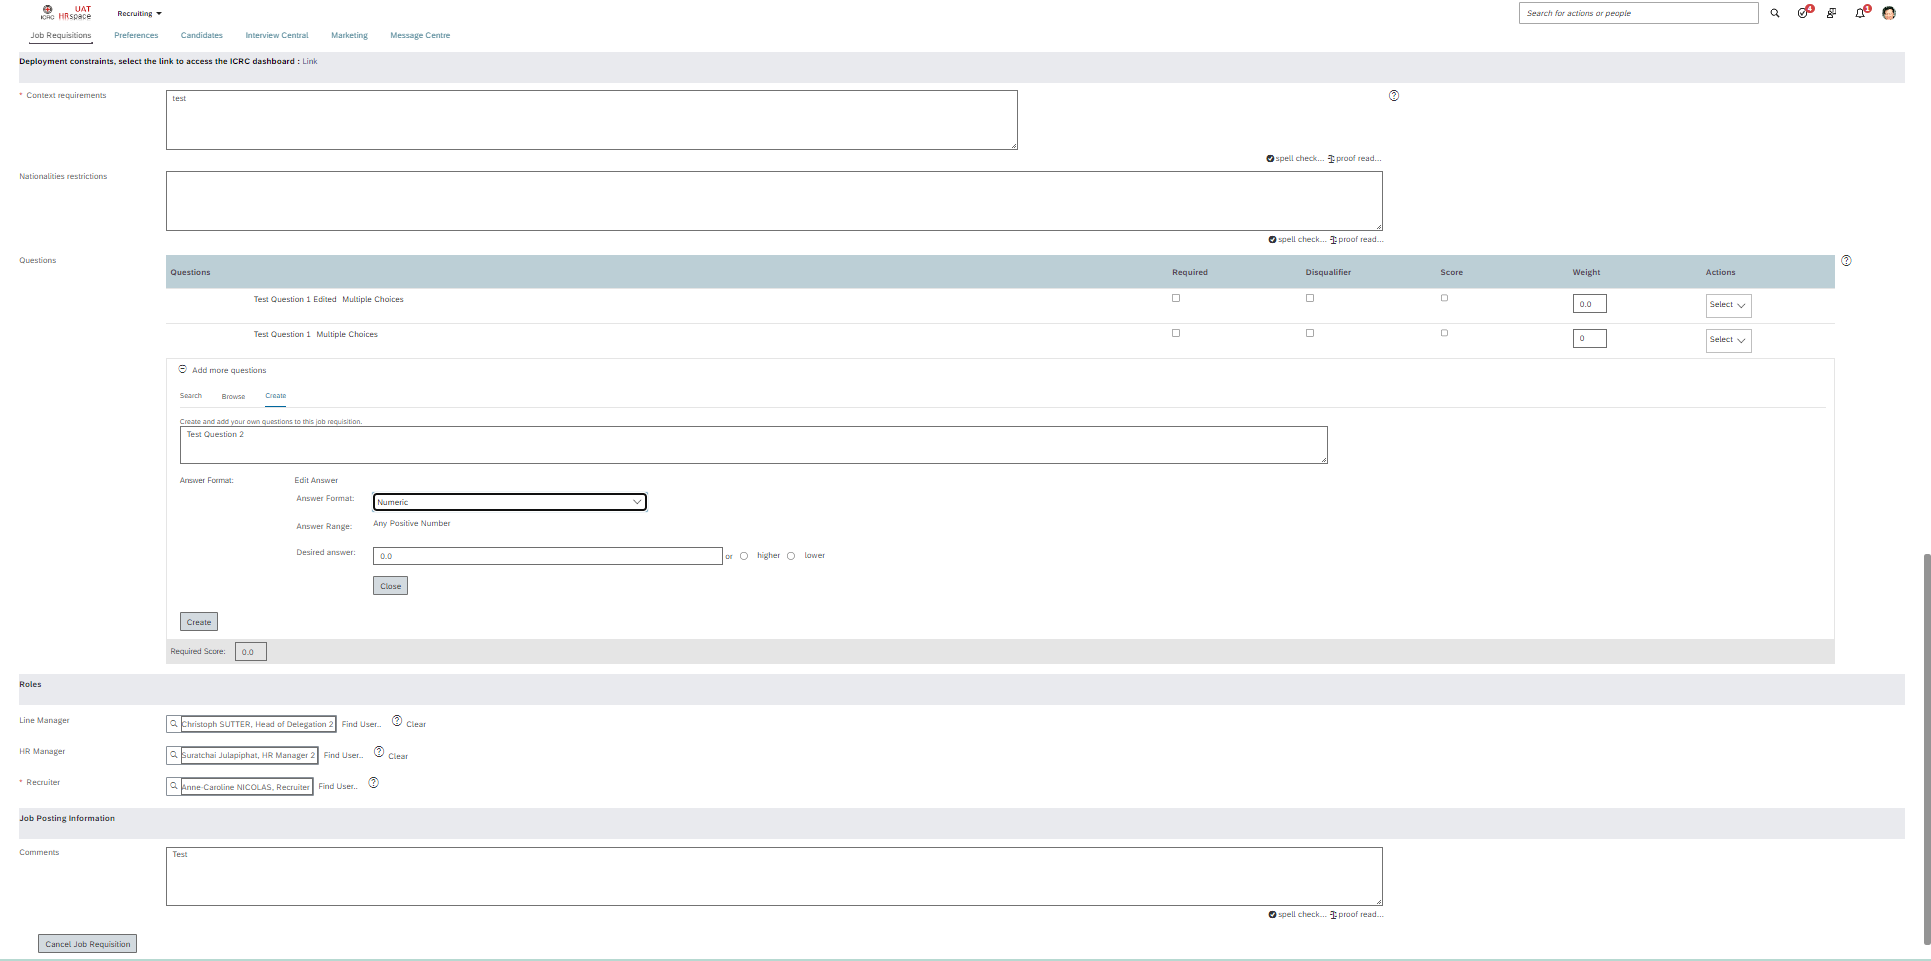 UAT
ICRC HRspace
Recruiting
Search for actions or people
4
1
Job Requisitions Preferences Candidates Interview Central Marketing Message Centre
Deployment constraints, select the link to access the ICRC dashboard : Link
* Context requirements
test
spell check... proof read...
Nationalities restrictions
spell check... proof read...
Questions
Questions Required Disqualifier Score Weight Actions
Test Question 1 Edited Multiple Choices 0.0 Select
Test Question 1 Multiple Choices 0 Select
Add more questions
Search Browse Create
Create and add your own questions to this job requisition.
Test Question 2
Answer Format: Edit Answer
Answer Format: Numeric
Answer Range: Any Positive Number
Desired answer: 0.0 or higher lower
Close
Create
Required Score: 0.0
Roles
Line Manager Christoph SUTTER, Head of Delegation 2 Find User.. ? Clear
HR Manager Suratchai Julapiphat, HR Manager 2 Find User.. ? Clear
* Recruiter Anne-Caroline NICOLAS, Recruiter Find User.. ?
Job Posting Information
Comments
Test
spell check... proof read...
Cancel Job Requisition